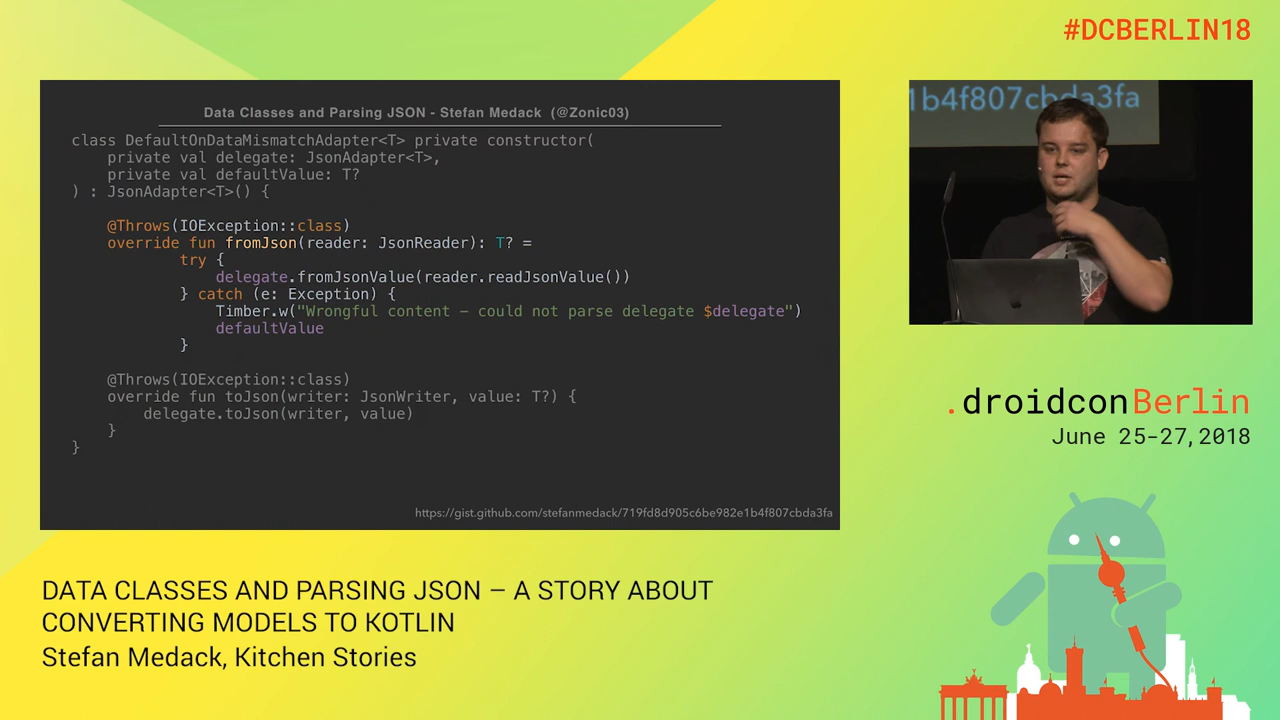 #DCBERLIN18
Data Classes and Parsing JSON - Stefan Medack (@Zonic03)
class DefaultOnDataMismatchAdapter<T> private constructor(
    private val delegate: JsonAdapter<T>,
    private val defaultValue: T?
) : JsonAdapter<T>() {
    @Throws(IOException::class)
    override fun fromJson(reader: JsonReader): T? =
            try {
                delegate.fromJsonValue(reader.readJsonValue())
            } catch (e: Exception) {
                Timber.w("Wrongful content – could not parse delegate $delegate")
                defaultValue
            }
    @Throws(IOException::class)
    override fun toJson(writer: JsonWriter, value: T?) {
        delegate.toJson(writer, value)
    }
}
https://gist.github.com/stefanmedack/719fd8d905c6be982e1b4f807cbda3fa
1b4f807cbda3fa
.droidconBerlin
June 25-27, 2018
DATA CLASSES AND PARSING JSON – A STORY ABOUT
CONVERTING MODELS TO KOTLIN
Stefan Medack, Kitchen Stories